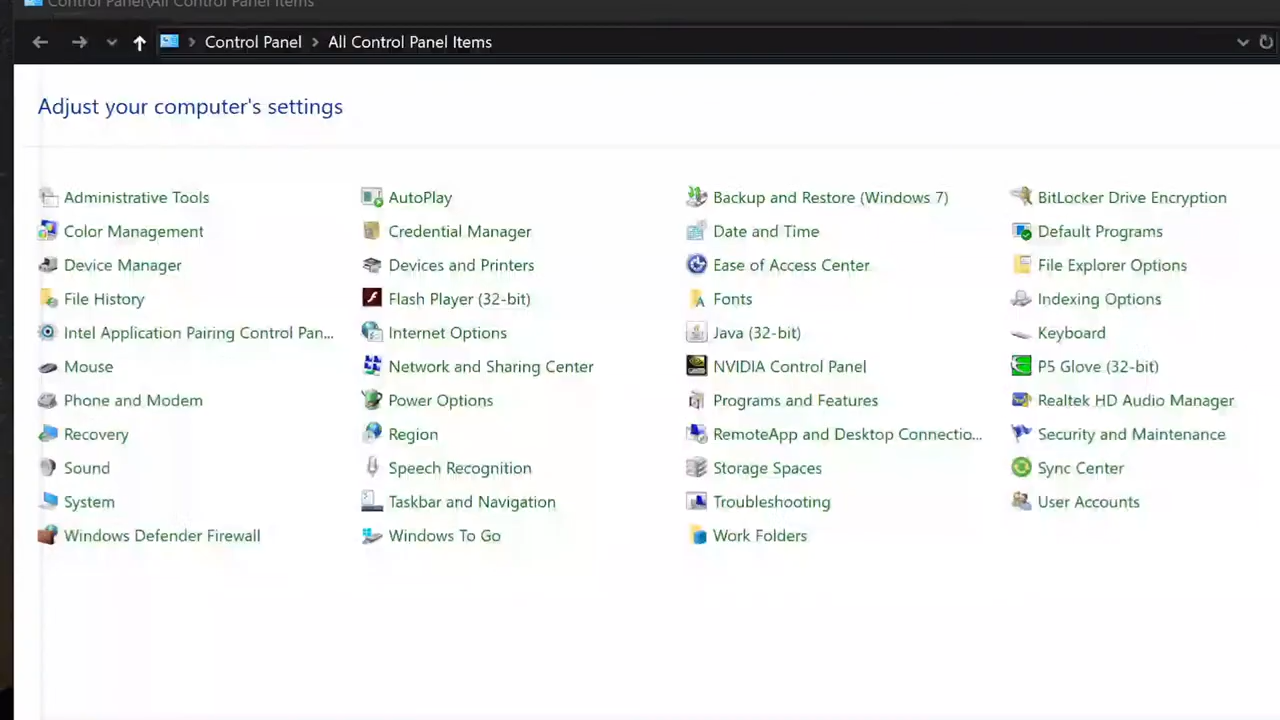 Control Panel\All Control Panel Items
Control Panel > All Control Panel Items
Adjust your computer's settings
Administrative Tools
AutoPlay
Backup and Restore (Windows 7)
BitLocker Drive Encryption
Color Management
Credential Manager
Date and Time
Default Programs
Device Manager
Devices and Printers
Ease of Access Center
File Explorer Options
File History
Flash Player (32-bit)
Fonts
Indexing Options
Intel Application Pairing Control Pan...
Internet Options
Java (32-bit)
Keyboard
Mouse
Network and Sharing Center
NVIDIA Control Panel
P5 Glove (32-bit)
Phone and Modem
Power Options
Programs and Features
Realtek HD Audio Manager
Recovery
Region
RemoteApp and Desktop Connectio...
Security and Maintenance
Sound
Speech Recognition
Storage Spaces
Sync Center
System
Taskbar and Navigation
Troubleshooting
User Accounts
Windows Defender Firewall
Windows To Go
Work Folders